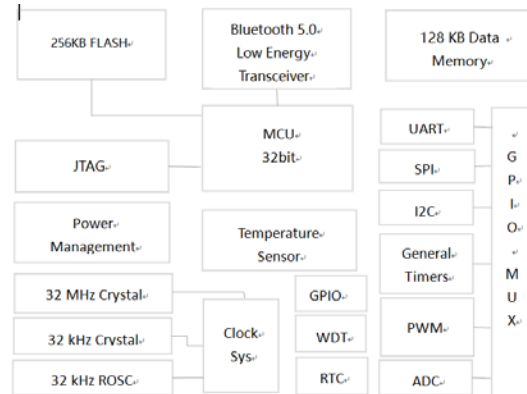 256KB FLASH
Bluetooth 5.0
Low Energy
Transceiver
128 KB Data
Memory
MCU
32bit
JTAG
UART
SPI
I2C
General
Timers
PWM
ADC
G
P
I
O
M
U
X
Power
Management
Temperature
Sensor
32 MHz Crystal
32 kHz Crystal
32 kHz ROSC
Clock
Sys
GPIO
WDT
RTC